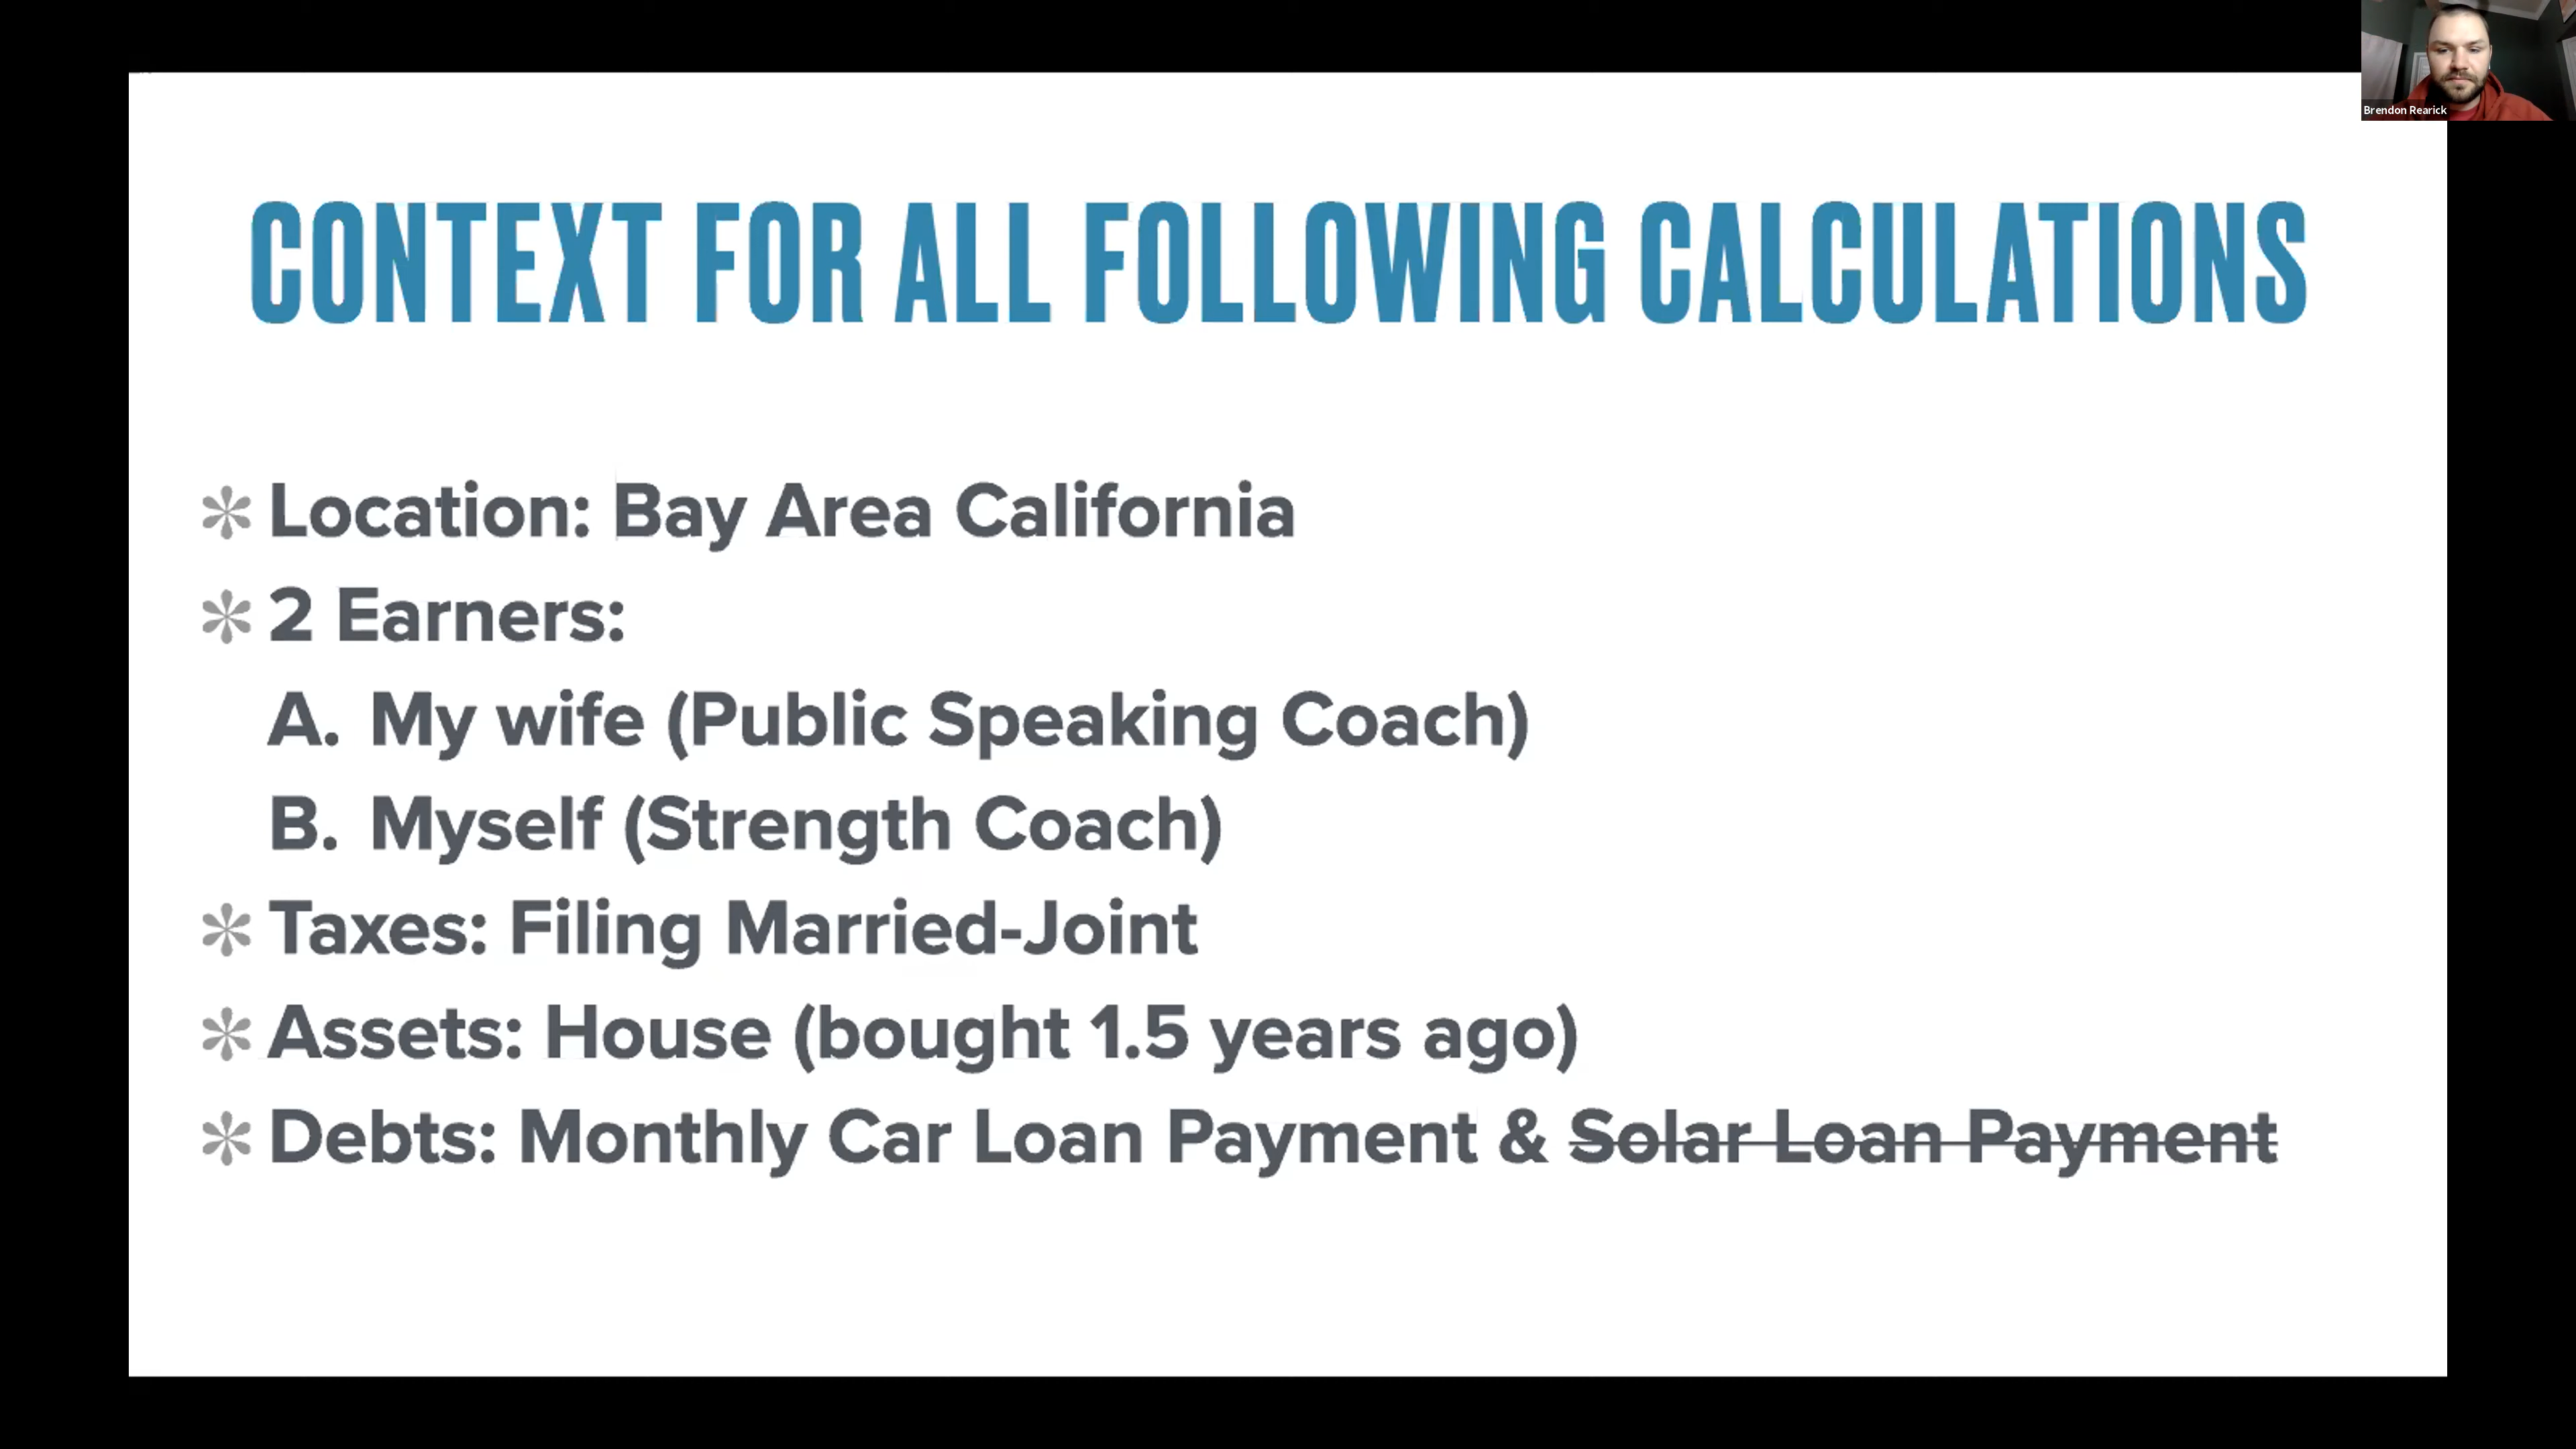 Brendon Rearick
CONTEXT FOR ALL FOLLOWING CALCULATIONS
Location: Bay Area California
2 Earners:
A. My wife (Public Speaking Coach)
B. Myself (Strength Coach)
Taxes: Filing Married-Joint
Assets: House (bought 1.5 years ago)
Debts: Monthly Car Loan Payment & Solar Loan Payment